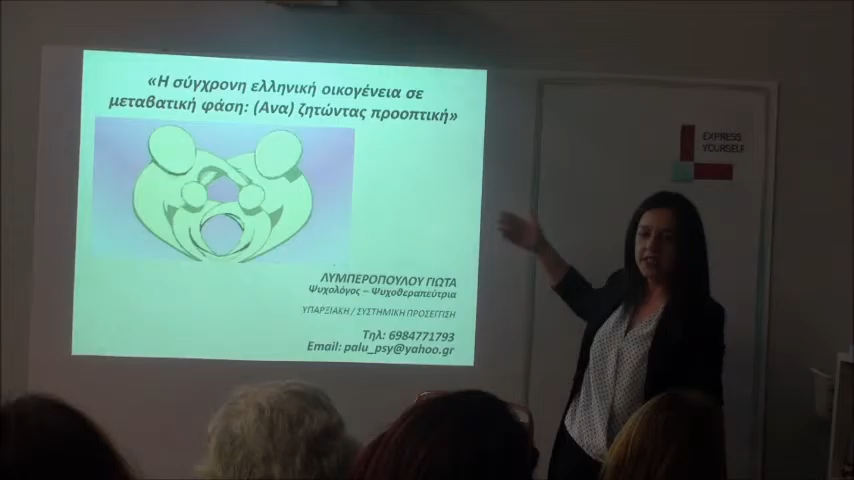 «Η σύγχρονη ελληνική οικογένεια σε
μεταβατική φάση: (Ανα) ζητώντας προοπτική»
ΛΥΜΠΕΡΟΠΟΥΛΟΥ ΓΙΩΤΑ
Ψυχολόγος – Ψυχοθεραπεύτρια
ΥΠΑΡΞΙΑΚΗ / ΣΥΣΤΗΜΙΚΗ ΠΡΟΣΕΓΓΙΣΗ
Τηλ: 6984771793
Email: palu_psy@yahoo.gr
EXPRESS
YOURSELF